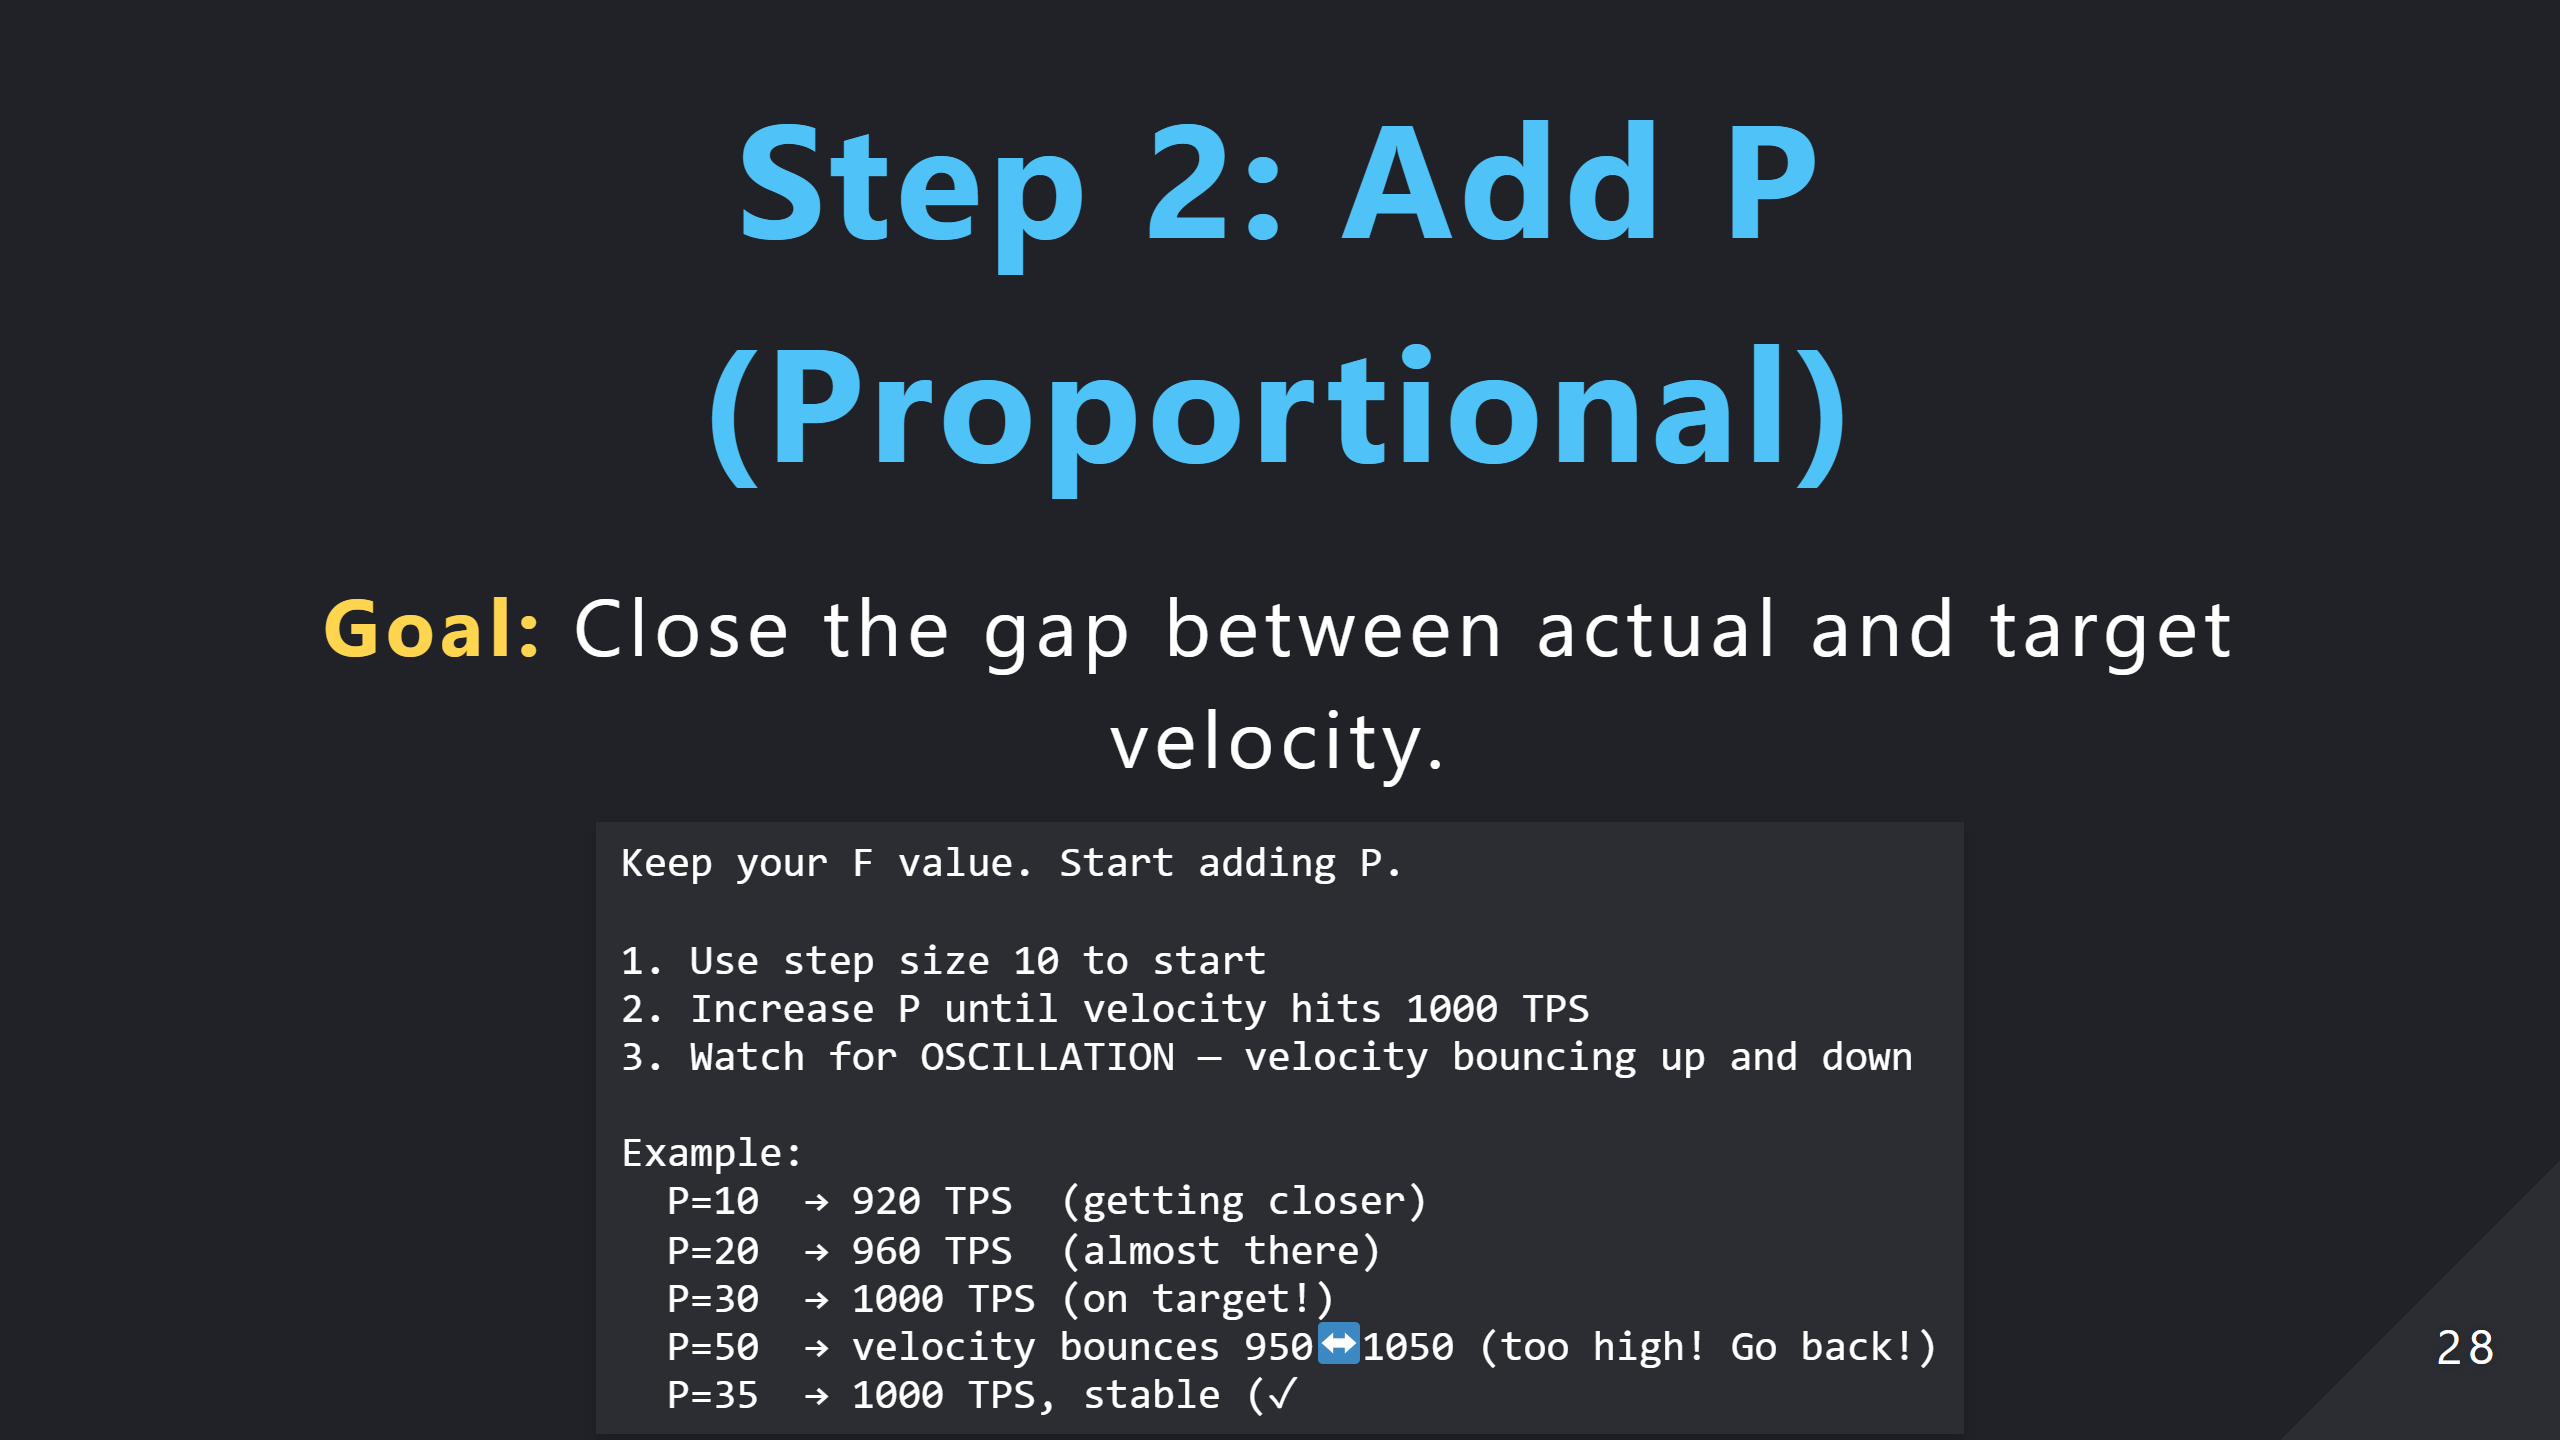 Step 2: Add P
(Proportional)
Goal: Close the gap between actual and target
velocity.
Keep your F value. Start adding P.
1. Use step size 10 to start
2. Increase P until velocity hits 1000 TPS
3. Watch for OSCILLATION — velocity bouncing up and down
Example:
P=10 → 920 TPS (getting closer)
P=20 → 960 TPS (almost there)
P=30 → 1000 TPS (on target!)
P=50 → velocity bounces 950↔️1050 (too high! Go back!)
P=35 → 1000 TPS, stable (✓
28